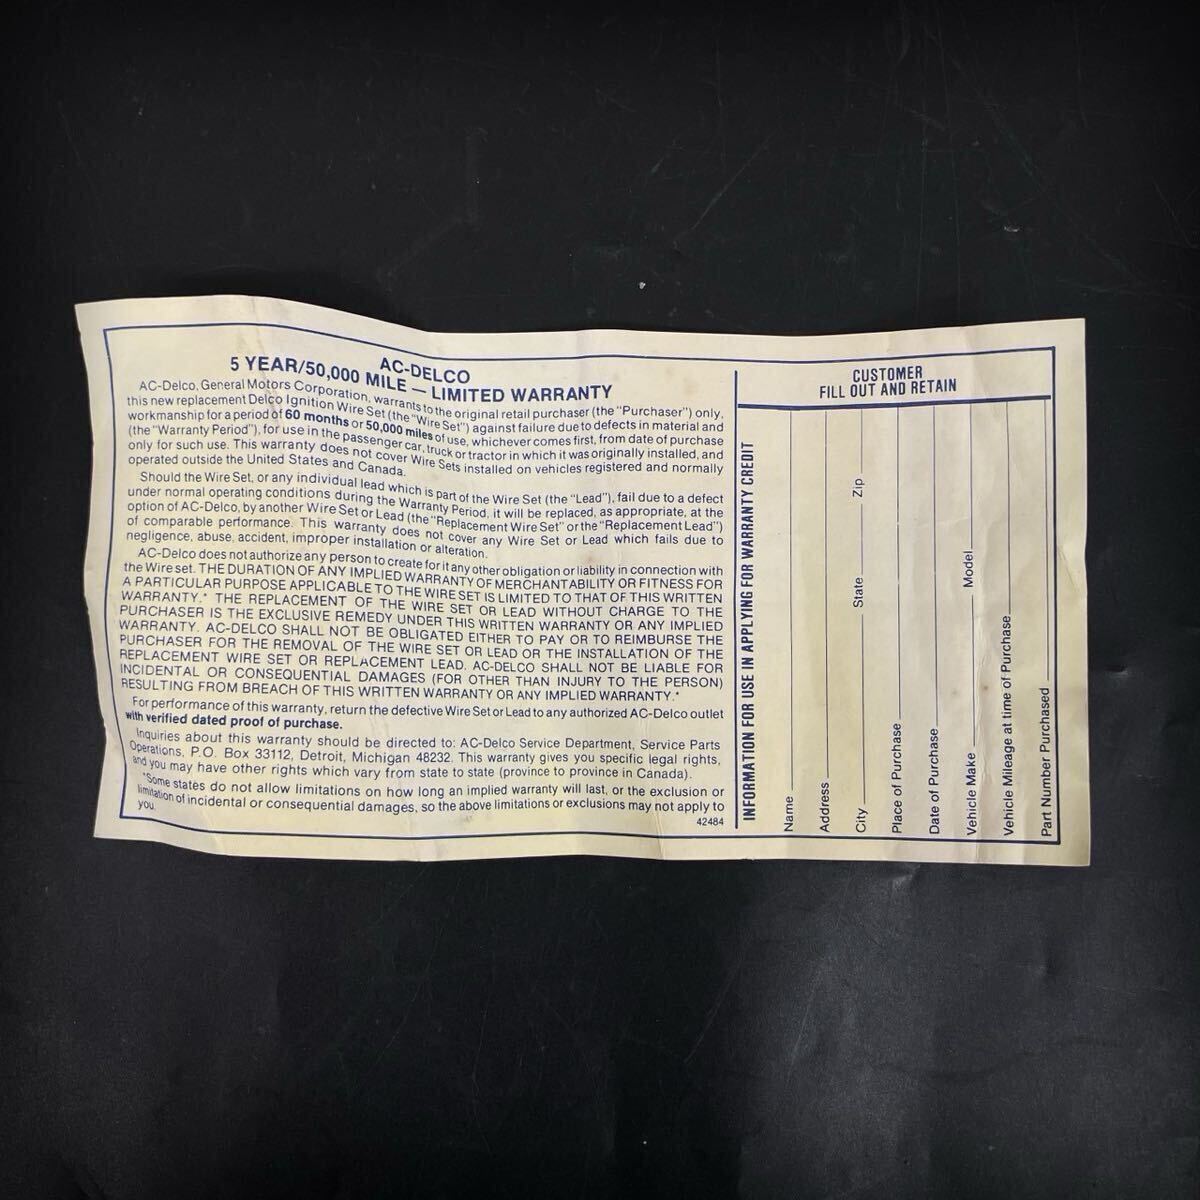 AC-DELCO
5 YEAR/50,000 MILE — LIMITED WARRANTY
AC-Delco, General Motors Corporation, warrants to the original retail purchaser (the "Purchaser") only,
this new replacement Delco Ignition Wire Set (the "Wire Set") against failure due to defects in material and
workmanship for a period of 60 months or 50,000 miles of use, whichever comes first, from date of purchase
(the "Warranty Period"), for use in the passenger car, truck or tractor in which it was originally installed, and
only for such use. This warranty does not cover Wire Sets installed on vehicles registered and normally
operated outside the United States and Canada.
Should the Wire Set, or any individual lead which is part of the Wire Set (the "Lead"), fail due to a defect
under normal operating conditions during the Warranty Period, it will be replaced, as appropriate, at the
option of AC-Delco, by another Wire Set or Lead (the "Replacement Wire Set" or the "Replacement Lead")
of comparable performance. This warranty does not cover any Wire Set or Lead which fails due to
negligence, abuse, accident, improper installation or alteration.
AC-Delco does not authorize any person to create for it any other obligation or liability in connection with
the Wire set. THE DURATION OF ANY IMPLIED WARRANTY OF MERCHANTABILITY OR FITNESS FOR
A PARTICULAR PURPOSE APPLICABLE TO THE WIRE SET IS LIMITED TO THAT OF THIS WRITTEN
WARRANTY.* THE REPLACEMENT OF THE WIRE SET OR LEAD WITHOUT CHARGE TO THE
PURCHASER IS THE EXCLUSIVE REMEDY UNDER THIS WRITTEN WARRANTY OR ANY IMPLIED
WARRANTY. AC-DELCO SHALL NOT BE OBLIGATED EITHER TO PAY OR TO REIMBURSE THE
PURCHASER FOR THE REMOVAL OF THE WIRE SET OR LEAD OR THE INSTALLATION OF THE
REPLACEMENT WIRE SET OR REPLACEMENT LEAD. AC-DELCO SHALL NOT BE LIABLE FOR
INCIDENTAL OR CONSEQUENTIAL DAMAGES (FOR OTHER THAN INJURY TO THE PERSON)
RESULTING FROM BREACH OF THIS WRITTEN WARRANTY OR ANY IMPLIED WARRANTY.*
For performance of this warranty, return the defective Wire Set or Lead to any authorized AC-Delco outlet
with verified dated proof of purchase.
Inquiries about this warranty should be directed to: AC-Delco Service Department, Service Parts
Operations, P.O. Box 33112, Detroit, Michigan 48232. This warranty gives you specific legal rights,
and you may have other rights which vary from state to state (province to province in Canada).
*Some states do not allow limitations on how long an implied warranty will last, or the exclusion or
limitation of incidental or consequential damages, so the above limitations or exclusions may not apply to
you.
42484
CUSTOMER
FILL OUT AND RETAIN
INFORMATION FOR USE IN APPLYING FOR WARRANTY CREDIT
Name
Address
City State Zip
Place of Purchase
Date of Purchase
Vehicle Make Model
Vehicle Mileage at time of Purchase
Part Number Purchased